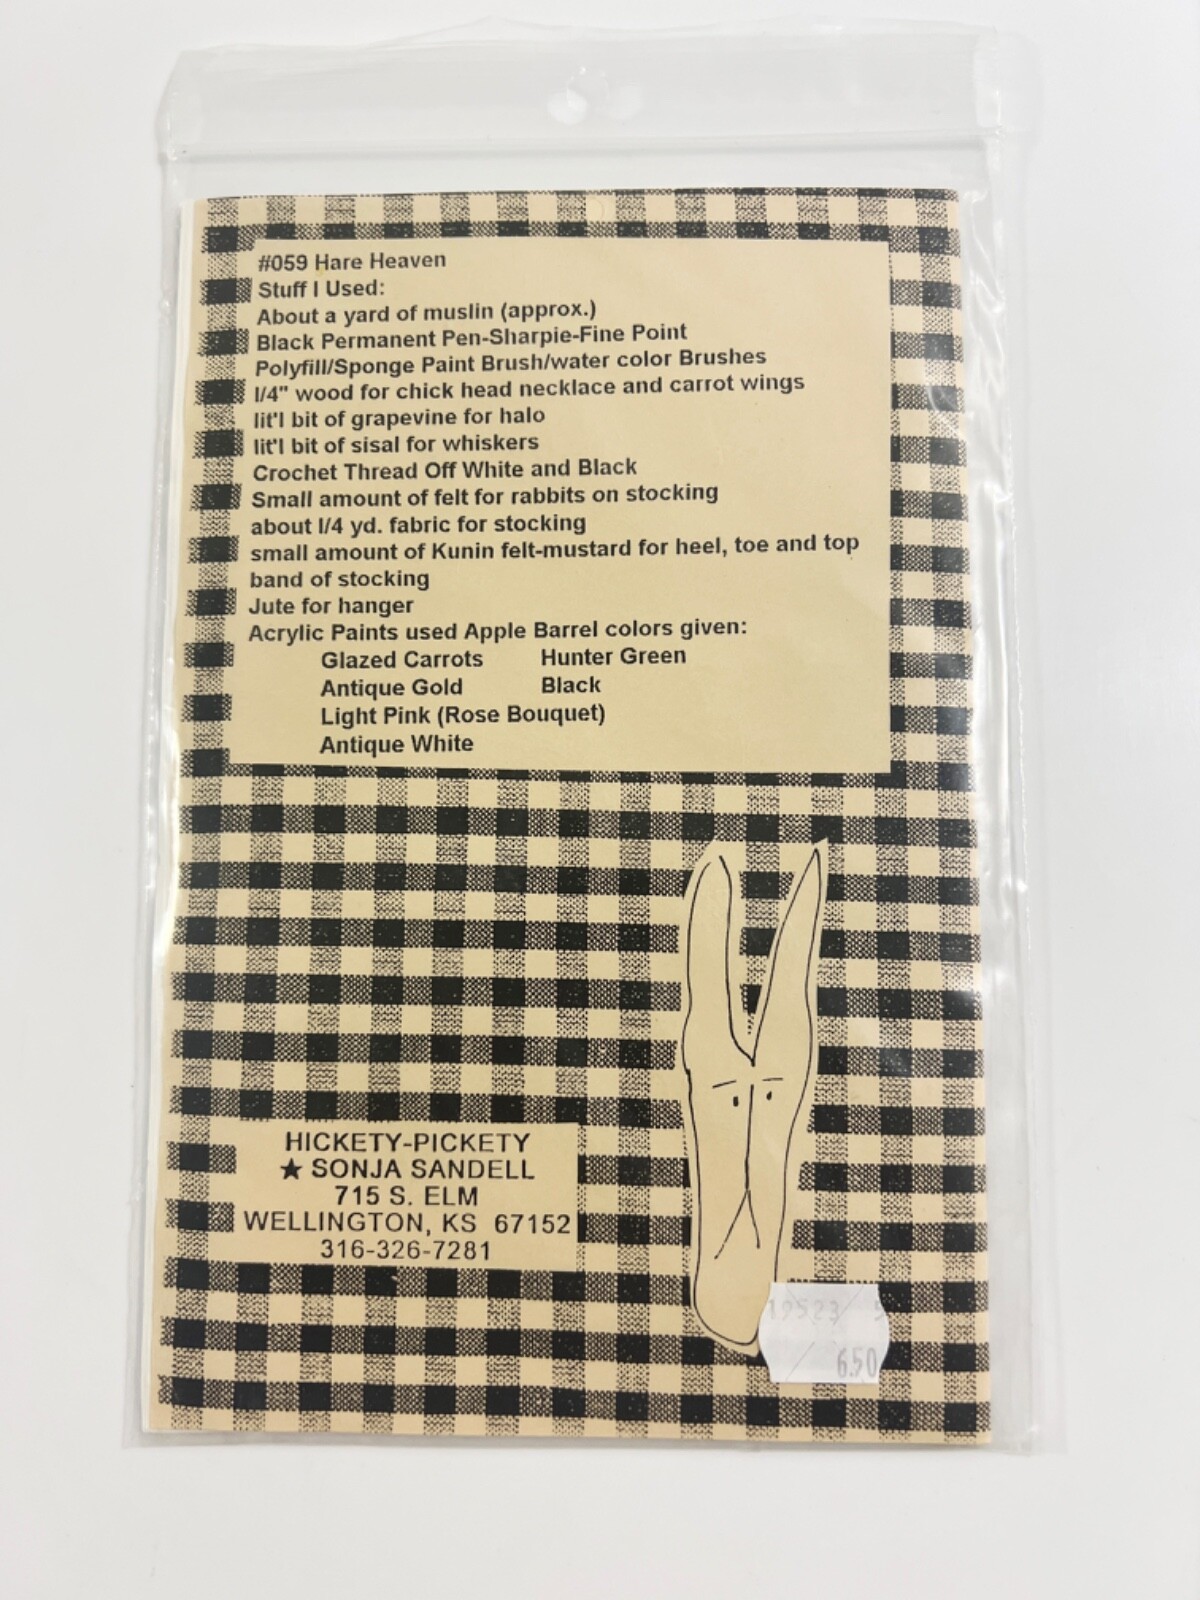 #059 Hare Heaven
Stuff I Used:
About a yard of muslin (approx.)
Black Permanent Pen-Sharpie-Fine Point
Polyfill/Sponge Paint Brush/water color Brushes
l/4" wood for chick head necklace and carrot wings
lit'l bit of grapevine for halo
lit'l bit of sisal for whiskers
Crochet Thread Off White and Black
Small amount of felt for rabbits on stocking
about l/4 yd. fabric for stocking
small amount of Kunin felt-mustard for heel, toe and top
band of stocking
Jute for hanger
Acrylic Paints used Apple Barrel colors given:
Glazed Carrots Hunter Green
Antique Gold Black
Light Pink (Rose Bouquet)
Antique White
HICKETY-PICKETY
★ SONJA SANDELL
715 S. ELM
WELLINGTON, KS 67152
316-326-7281
6.50